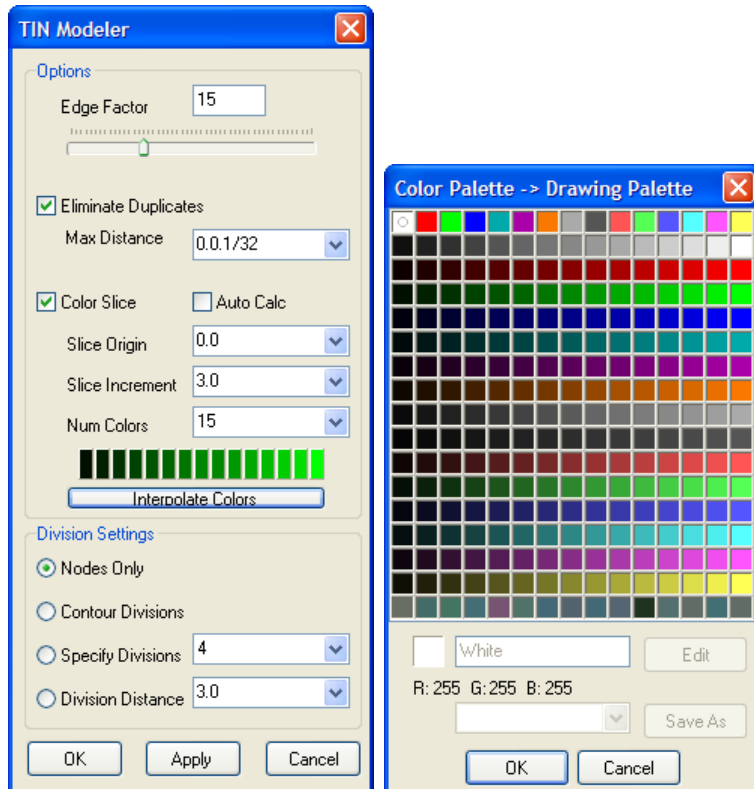 TIN Modeler
Options
Edge Factor 15
Eliminate Duplicates
Max Distance 0.0.1/32
Color Slice Auto Calc
Slice Origin 0.0
Slice Increment 3.0
Num Colors 15
Interpolate Colors
Division Settings
Nodes Only
Contour Divisions
Specify Divisions 4
Division Distance 3.0
OK Apply Cancel
Color Palette -> Drawing Palette
White Edit
R: 255 G: 255 B: 255
Save As
OK Cancel